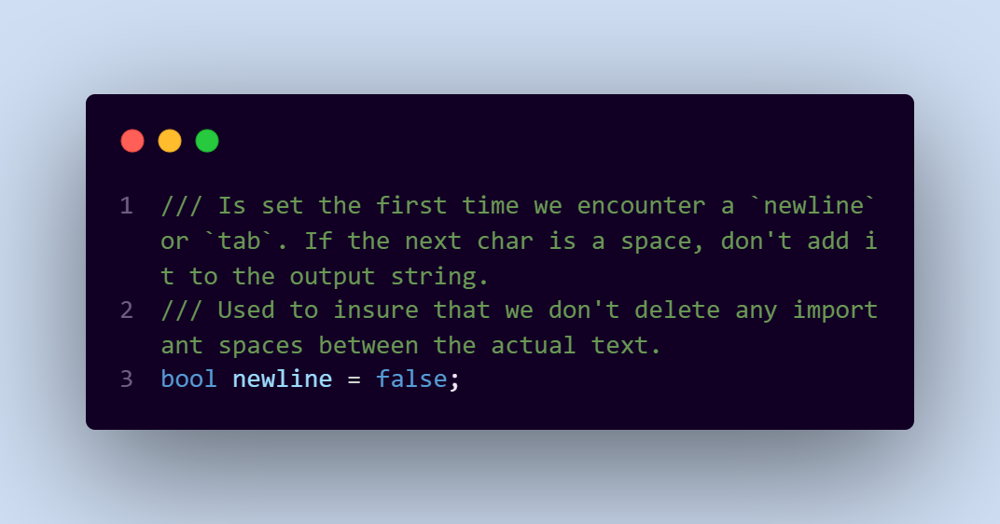 1 /// Is set the first time we encounter a `newline`
or `tab`. If the next char is a space, don't add i
t to the output string.
2 /// Used to insure that we don't delete any import
ant spaces between the actual text.
3 bool newline = false;